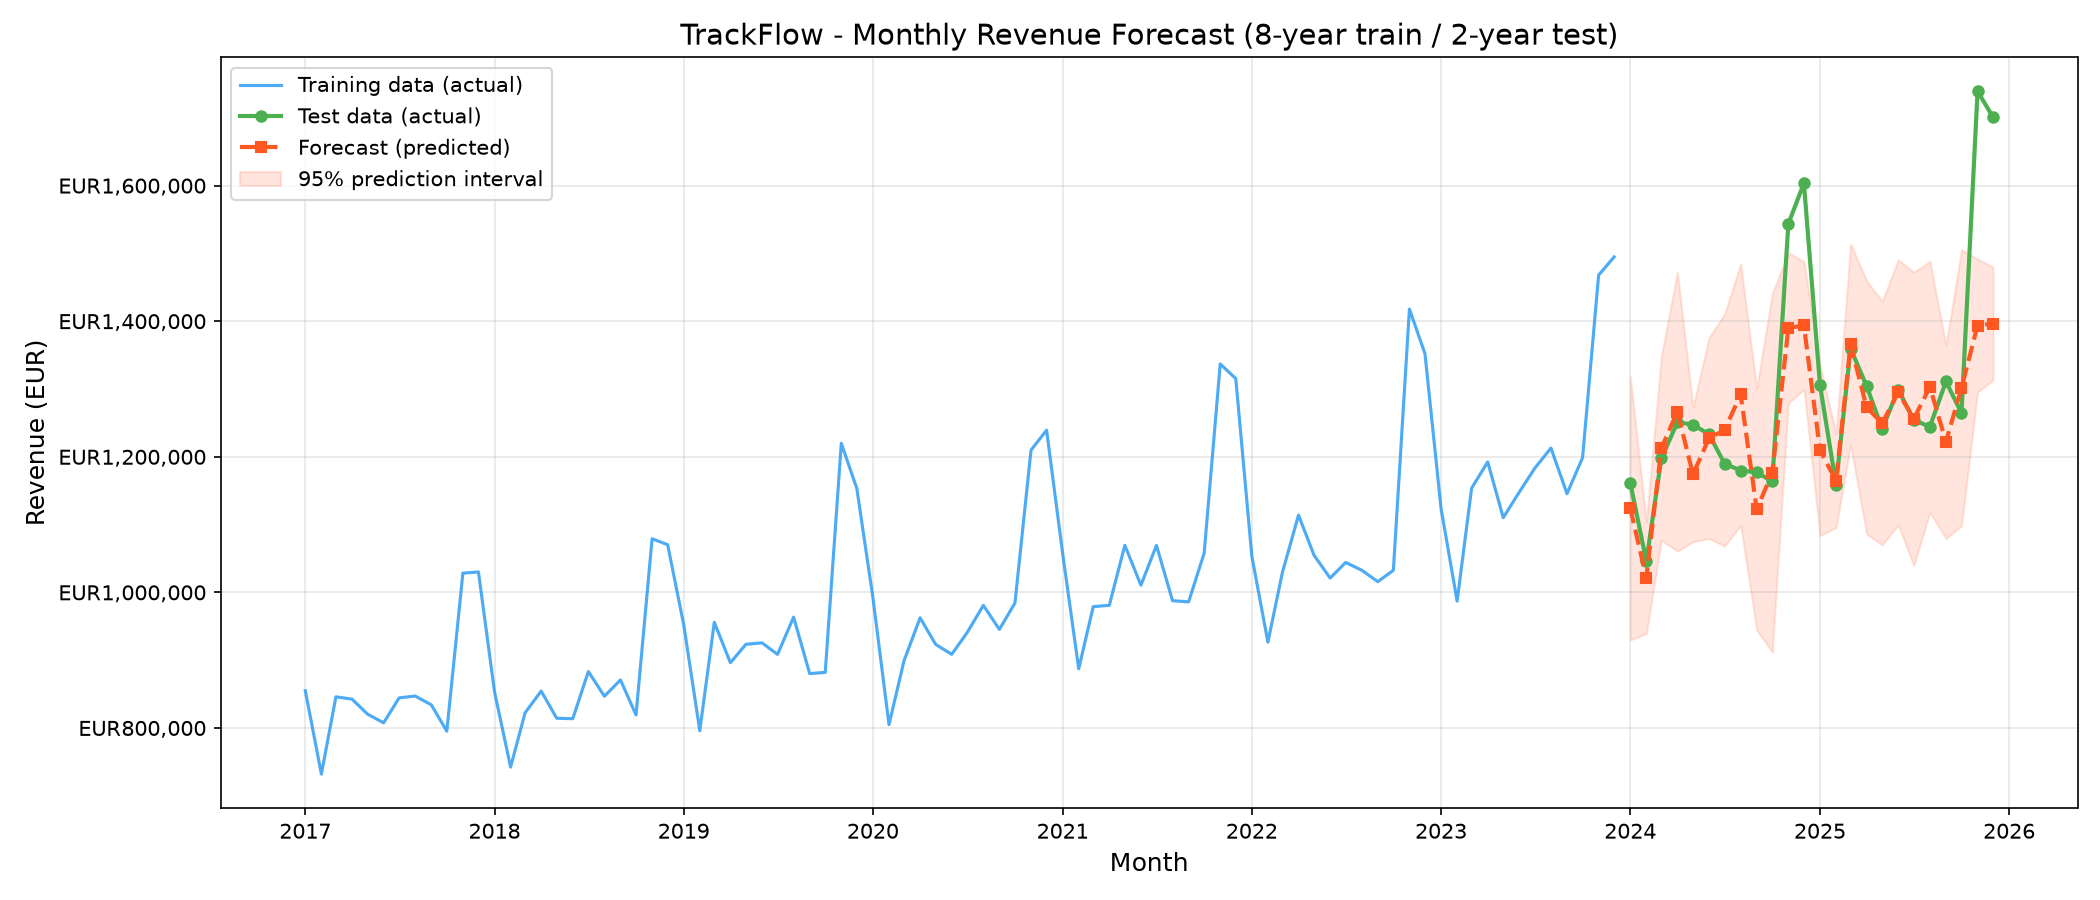 TrackFlow - Monthly Revenue Forecast (8-year train / 2-year test)
Training data (actual)
Test data (actual)
Forecast (predicted)
95% prediction interval
Revenue (EUR)
EUR1,600,000
EUR1,400,000
EUR1,200,000
EUR1,000,000
EUR800,000
2017 2018 2019 2020 2021 2022 2023 2024 2025 2026
Month